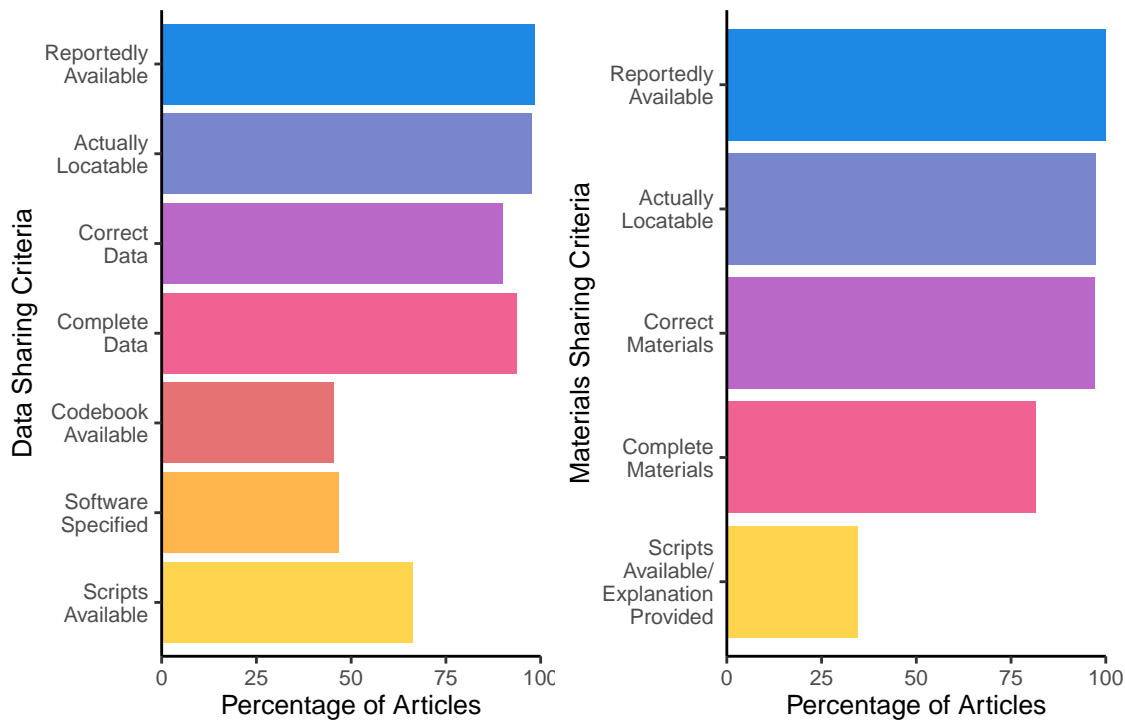 Data Sharing Criteria
Reportedly
Available
Actually
Locatable
Correct
Data
Complete
Data
Codebook
Available
Software
Specified
Scripts
Available
0 25 50 75 100
Percentage of Articles
Materials Sharing Criteria
Reportedly
Available
Actually
Locatable
Correct
Materials
Complete
Materials
Scripts
Available/
Explanation
Provided
0 25 50 75 100
Percentage of Articles